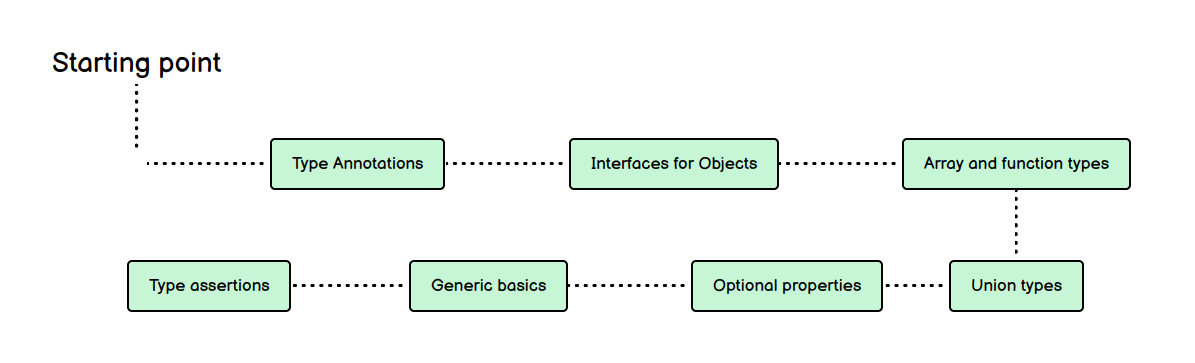 Starting point
Type Annotations
Interfaces for Objects
Array and function types
Type assertions
Generic basics
Optional properties
Union types